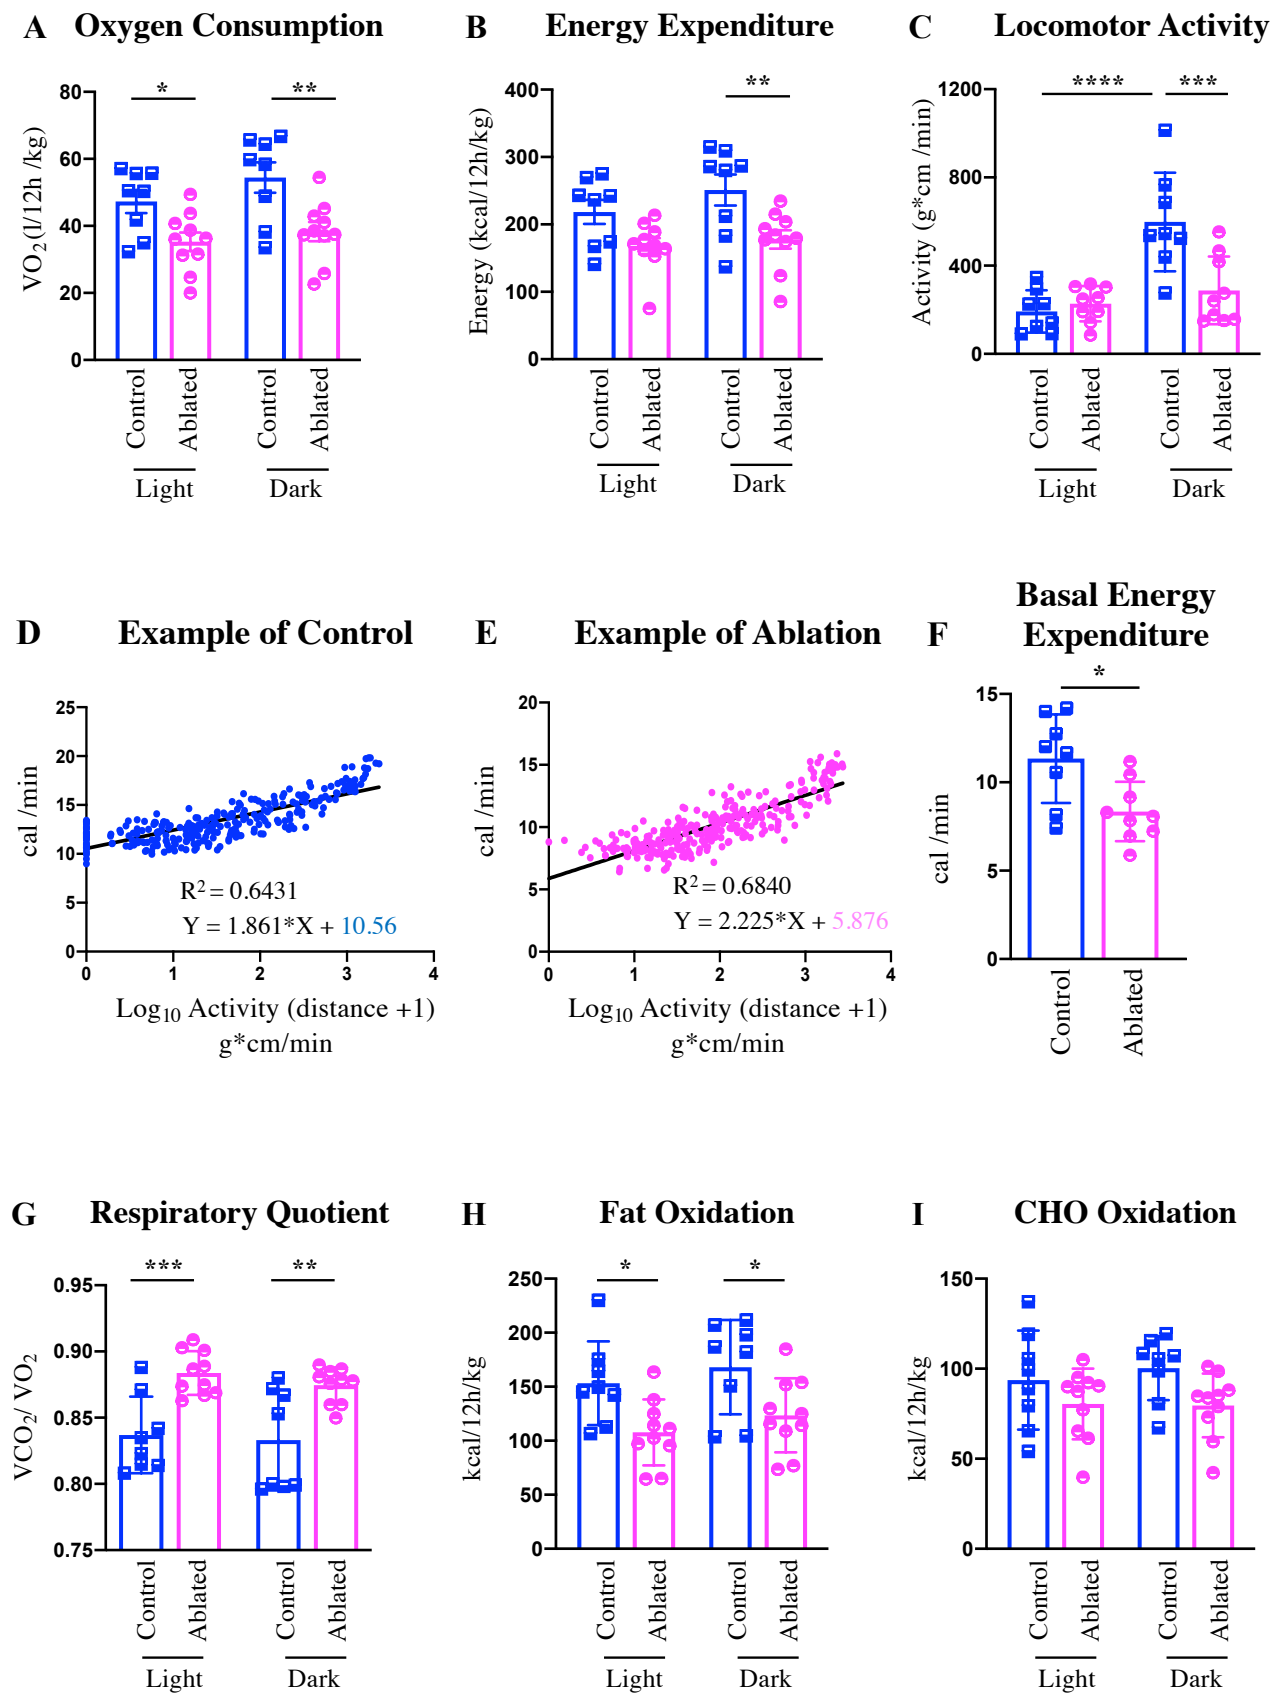 A Oxygen Consumption
B Energy Expenditure
C Locomotor Activity
* **
80
60
40
20
0
VO2 (l/12h /kg)
Control
Ablated
Control
Ablated
Light
Dark
**
400
300
200
100
0
Energy (kcal/12h/kg)
Control
Ablated
Control
Ablated
Light
Dark
**** ***
1200
800
400
0
Activity (g*cm /min)
Control
Ablated
Control
Ablated
Light
Dark
D Example of Control
E Example of Ablation
F Basal Energy
Expenditure
25
20
15
10
5
0
cal /min
R2 = 0.6431
Y = 1.861*X + 10.56
0 1 2 3 4
Log10 Activity (distance +1)
g*cm/min
20
15
10
5
0
cal /min
R2 = 0.6840
Y = 2.225*X + 5.876
0 1 2 3 4
Log10 Activity (distance +1)
g*cm/min
*
15
10
5
0
cal /min
Control
Ablated
G Respiratory Quotient
H Fat Oxidation
I CHO Oxidation
*** **
0.95
0.90
0.85
0.80
0.75
VCO2/ VO2
Control
Ablated
Control
Ablated
Light
Dark
* *
250
200
150
100
50
0
kcal/12h/kg
Control
Ablated
Control
Ablated
Light
Dark
150
100
50
0
kcal/12h/kg
Control
Ablated
Control
Ablated
Light
Dark